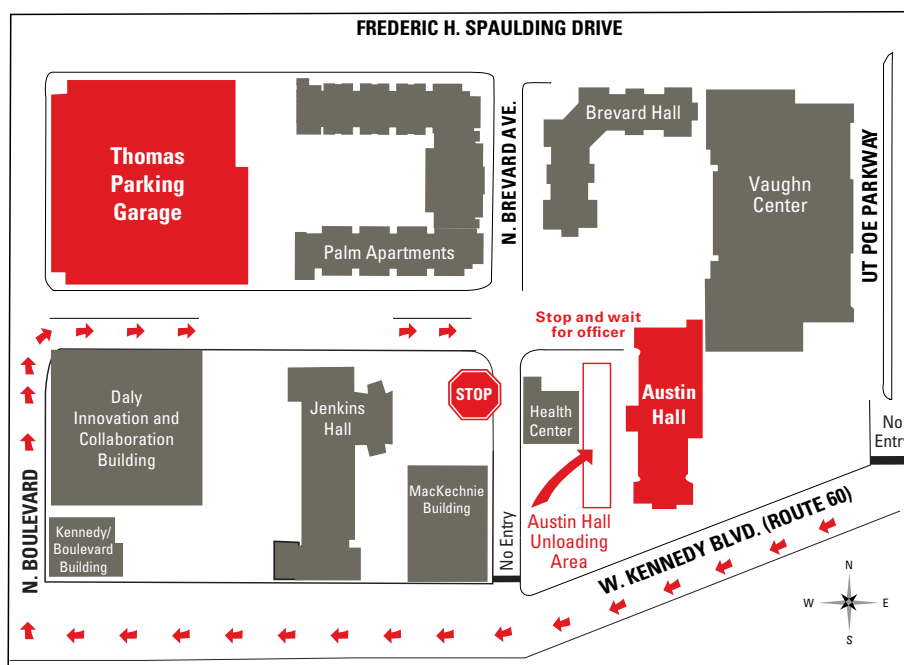 FREDERIC H. SPAULDING DRIVE
Thomas
Parking
Garage
Palm Apartments
N. BREVARD AVE.
Brevard Hall
Vaughn
Center
UT POE PARKWAY
Stop and wait
for officer
Daly
Innovation and
Collaboration
Building
Jenkins
Hall
STOP
Health
Center
Austin
Hall
No
Entry
N. BOULEVARD
Kennedy/
Boulevard
Building
MacKechnie
Building
No Entry
Austin Hall
Unloading
Area
W. KENNEDY BLVD. (ROUTE 60)
N
W
E
S